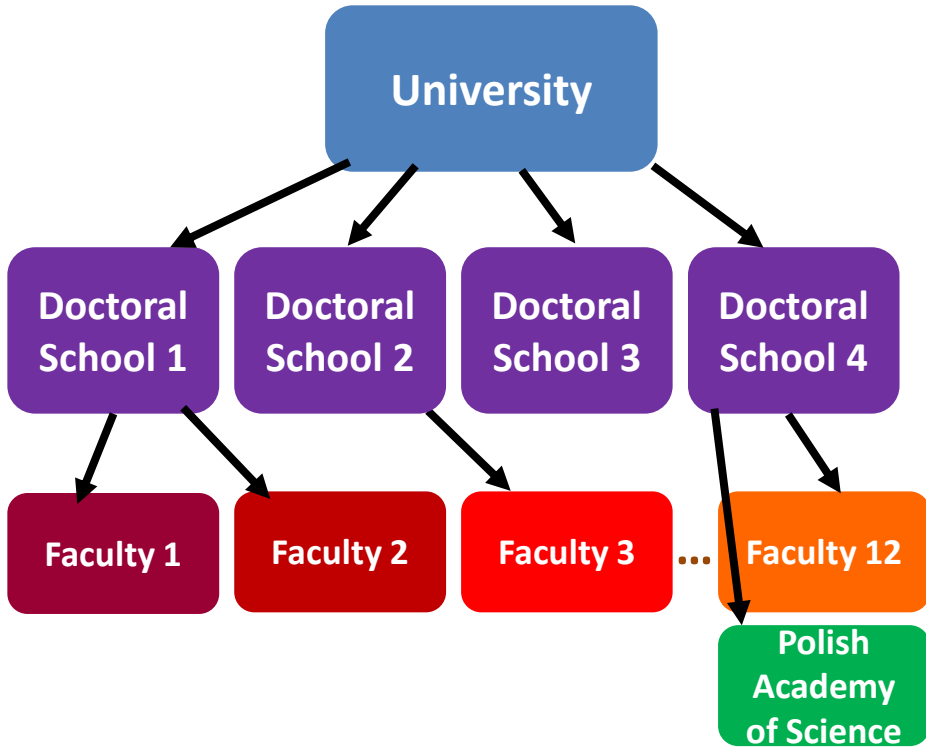 University
Doctoral
School 1
Doctoral
School 2
Doctoral
School 3
Doctoral
School 4
Faculty 1
Faculty 2
Faculty 3
...
Faculty 12
Polish
Academy
of Science